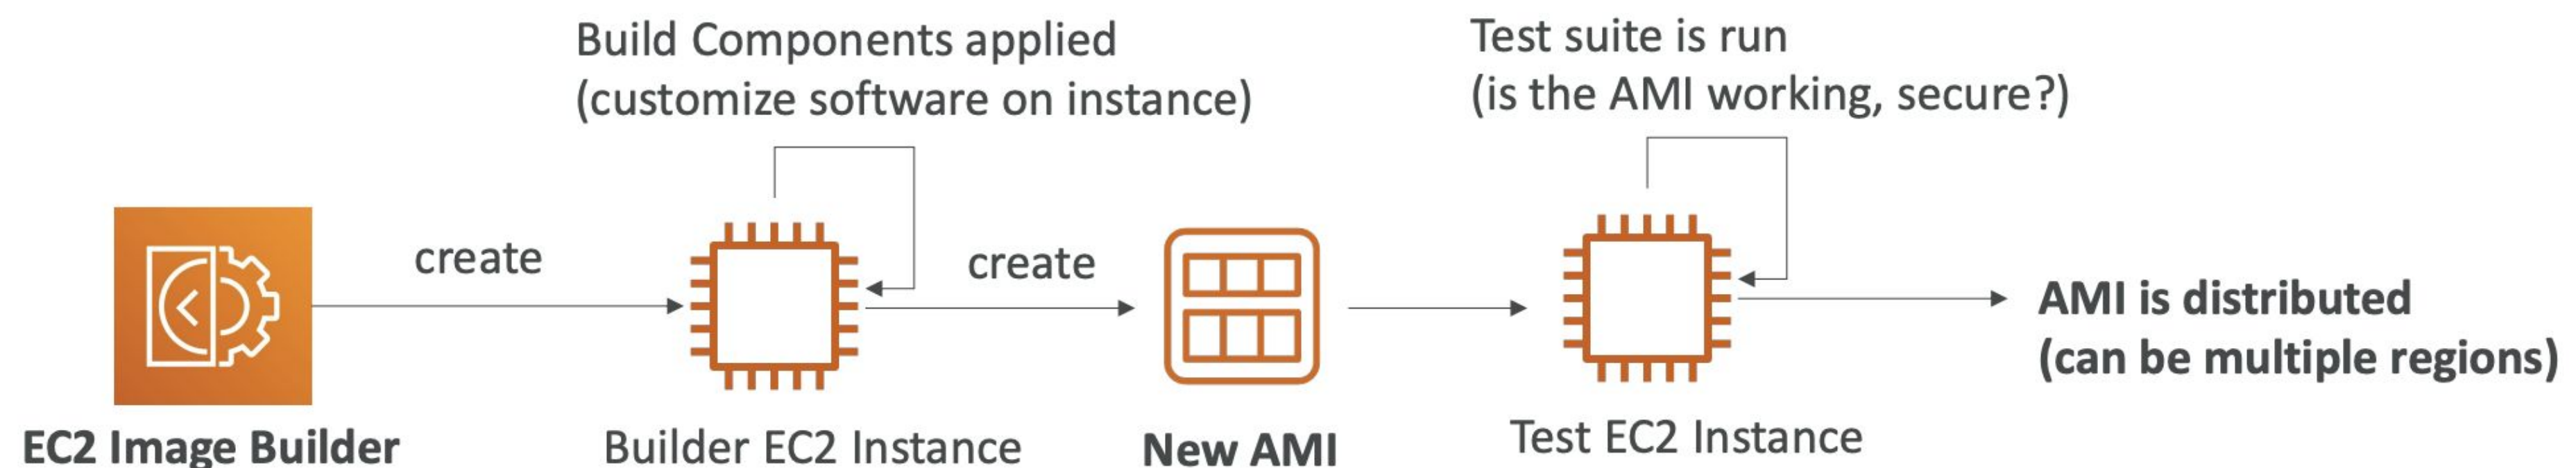 Build Components applied
(customize software on instance)
Test suite is run
(is the AMI working, secure?)
create
create
AMI is distributed
(can be multiple regions)
EC2 Image Builder
Builder EC2 Instance
New AMI
Test EC2 Instance